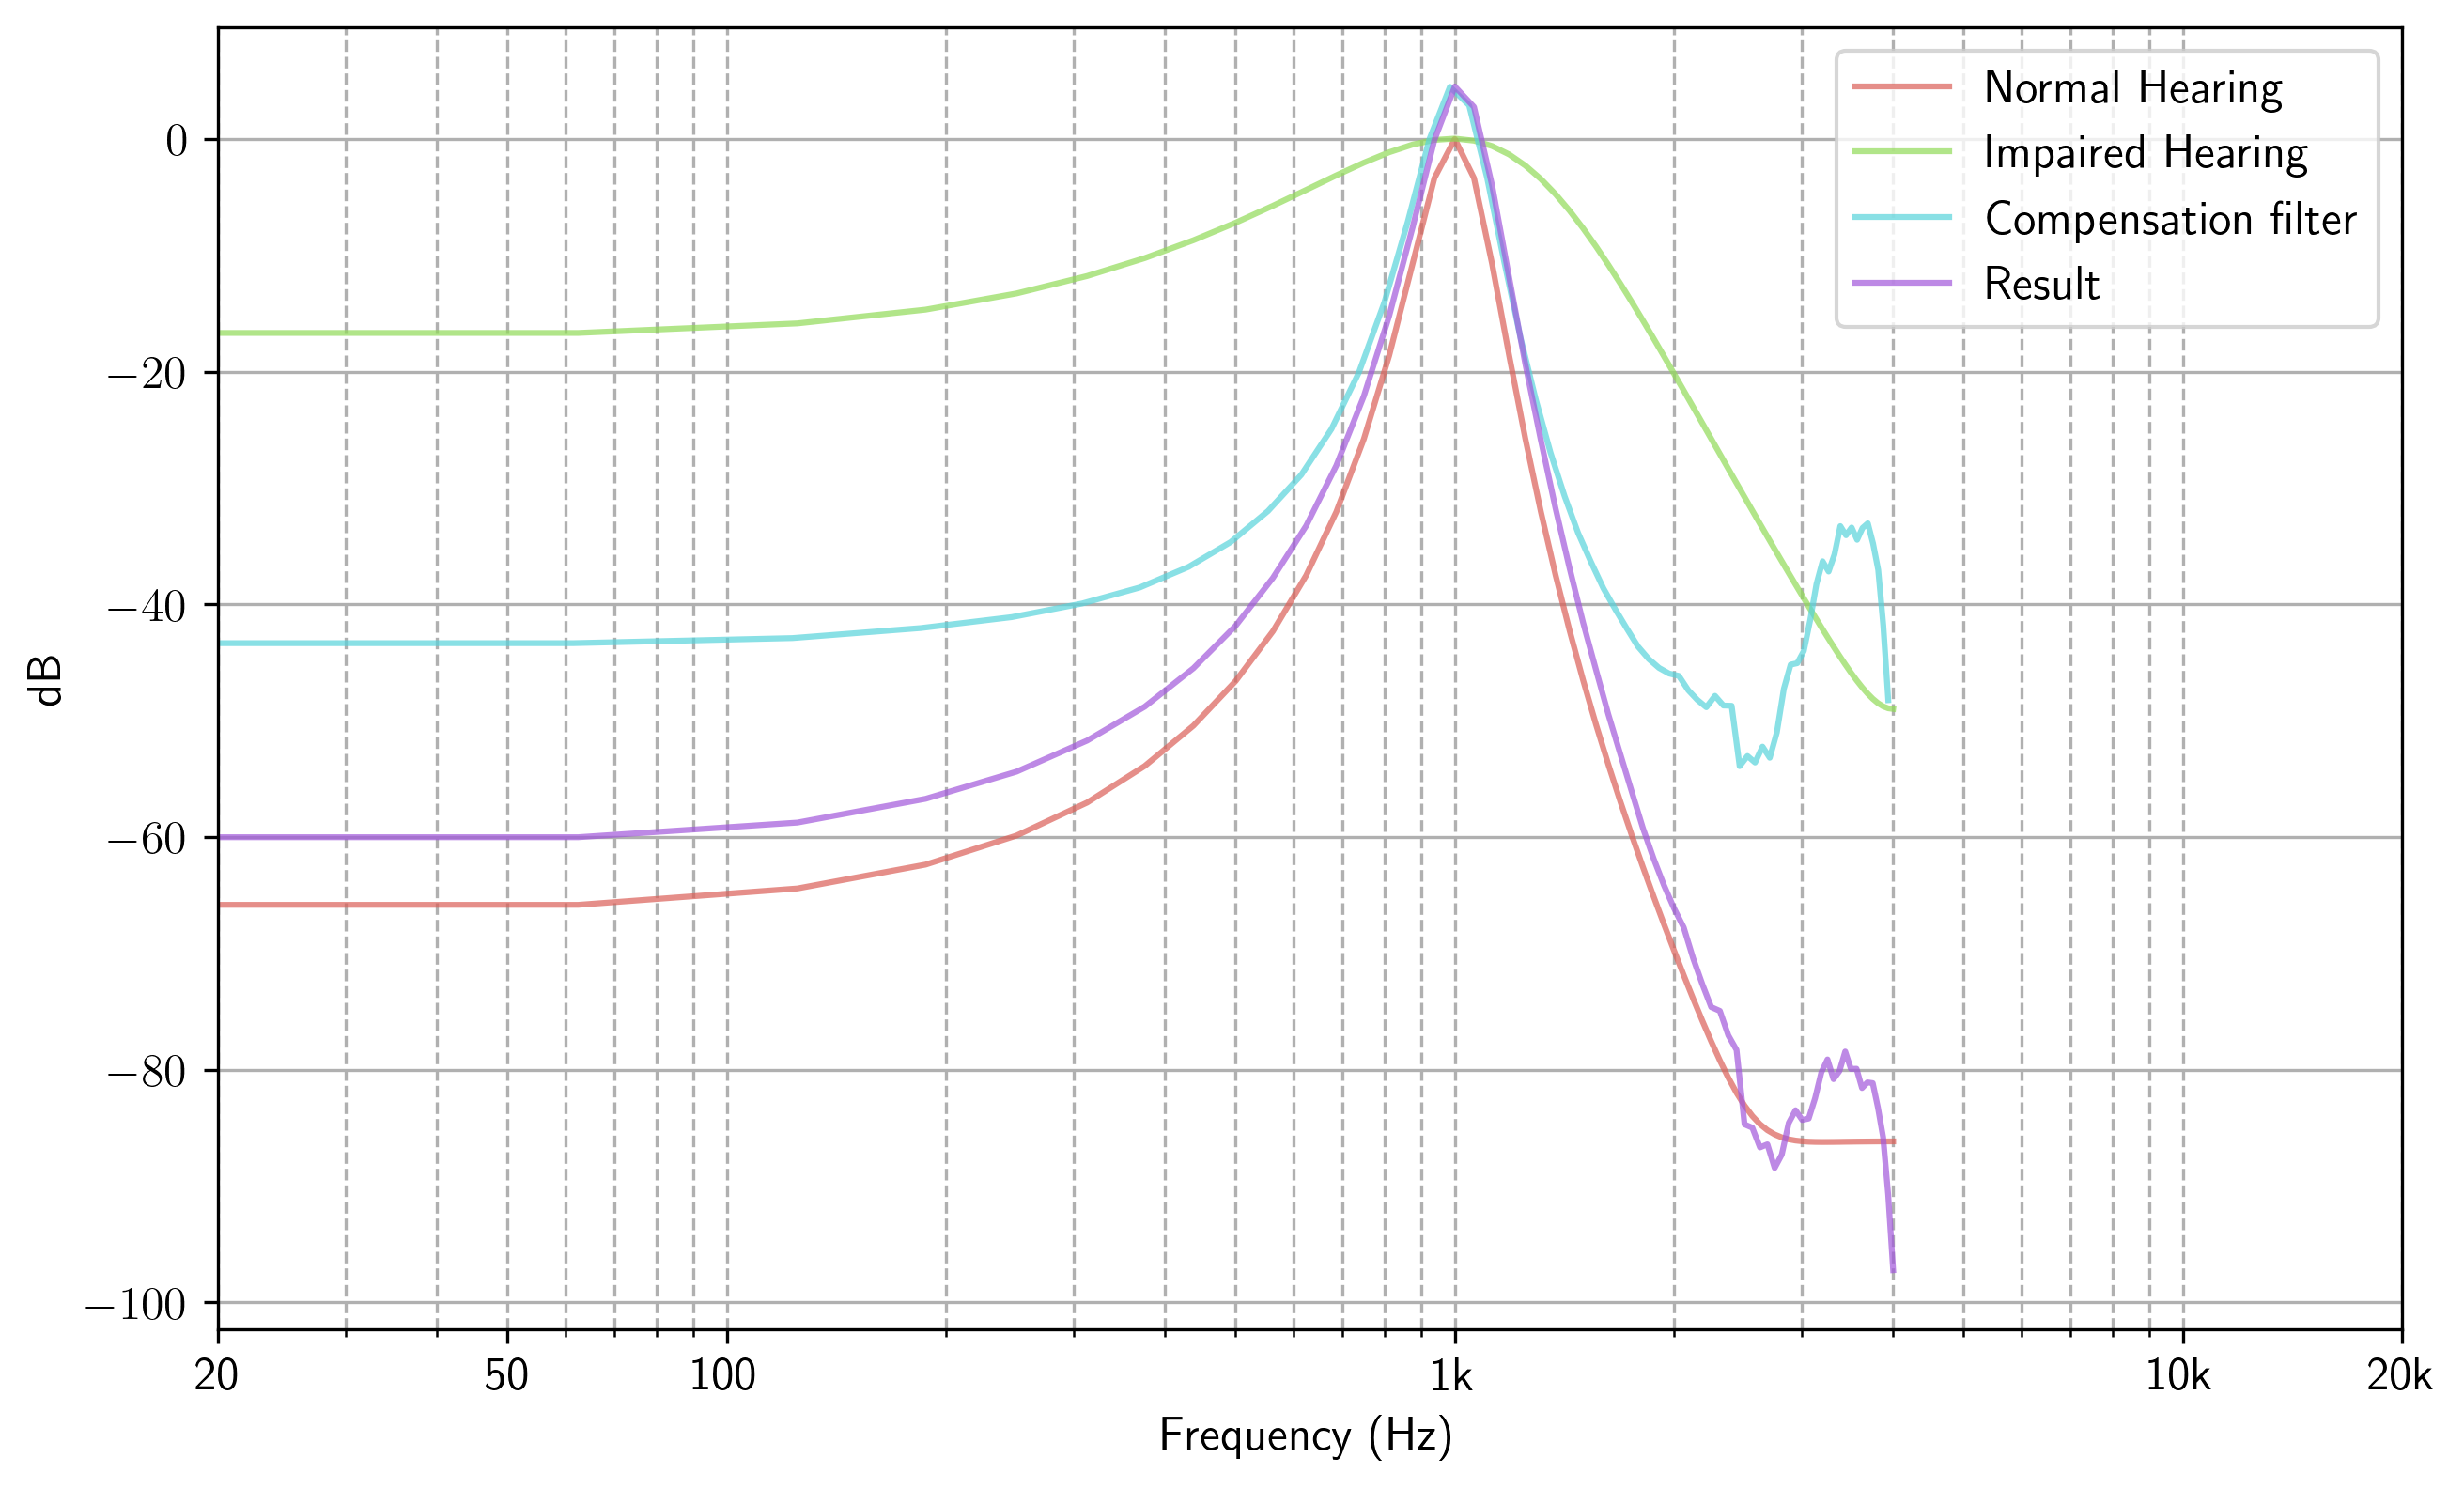 Normal Hearing
Impaired Hearing
Compensation filter
Result
0
−20
−40
−60
−80
−100
dB
20 50 100 1k 10k 20k
Frequency (Hz)